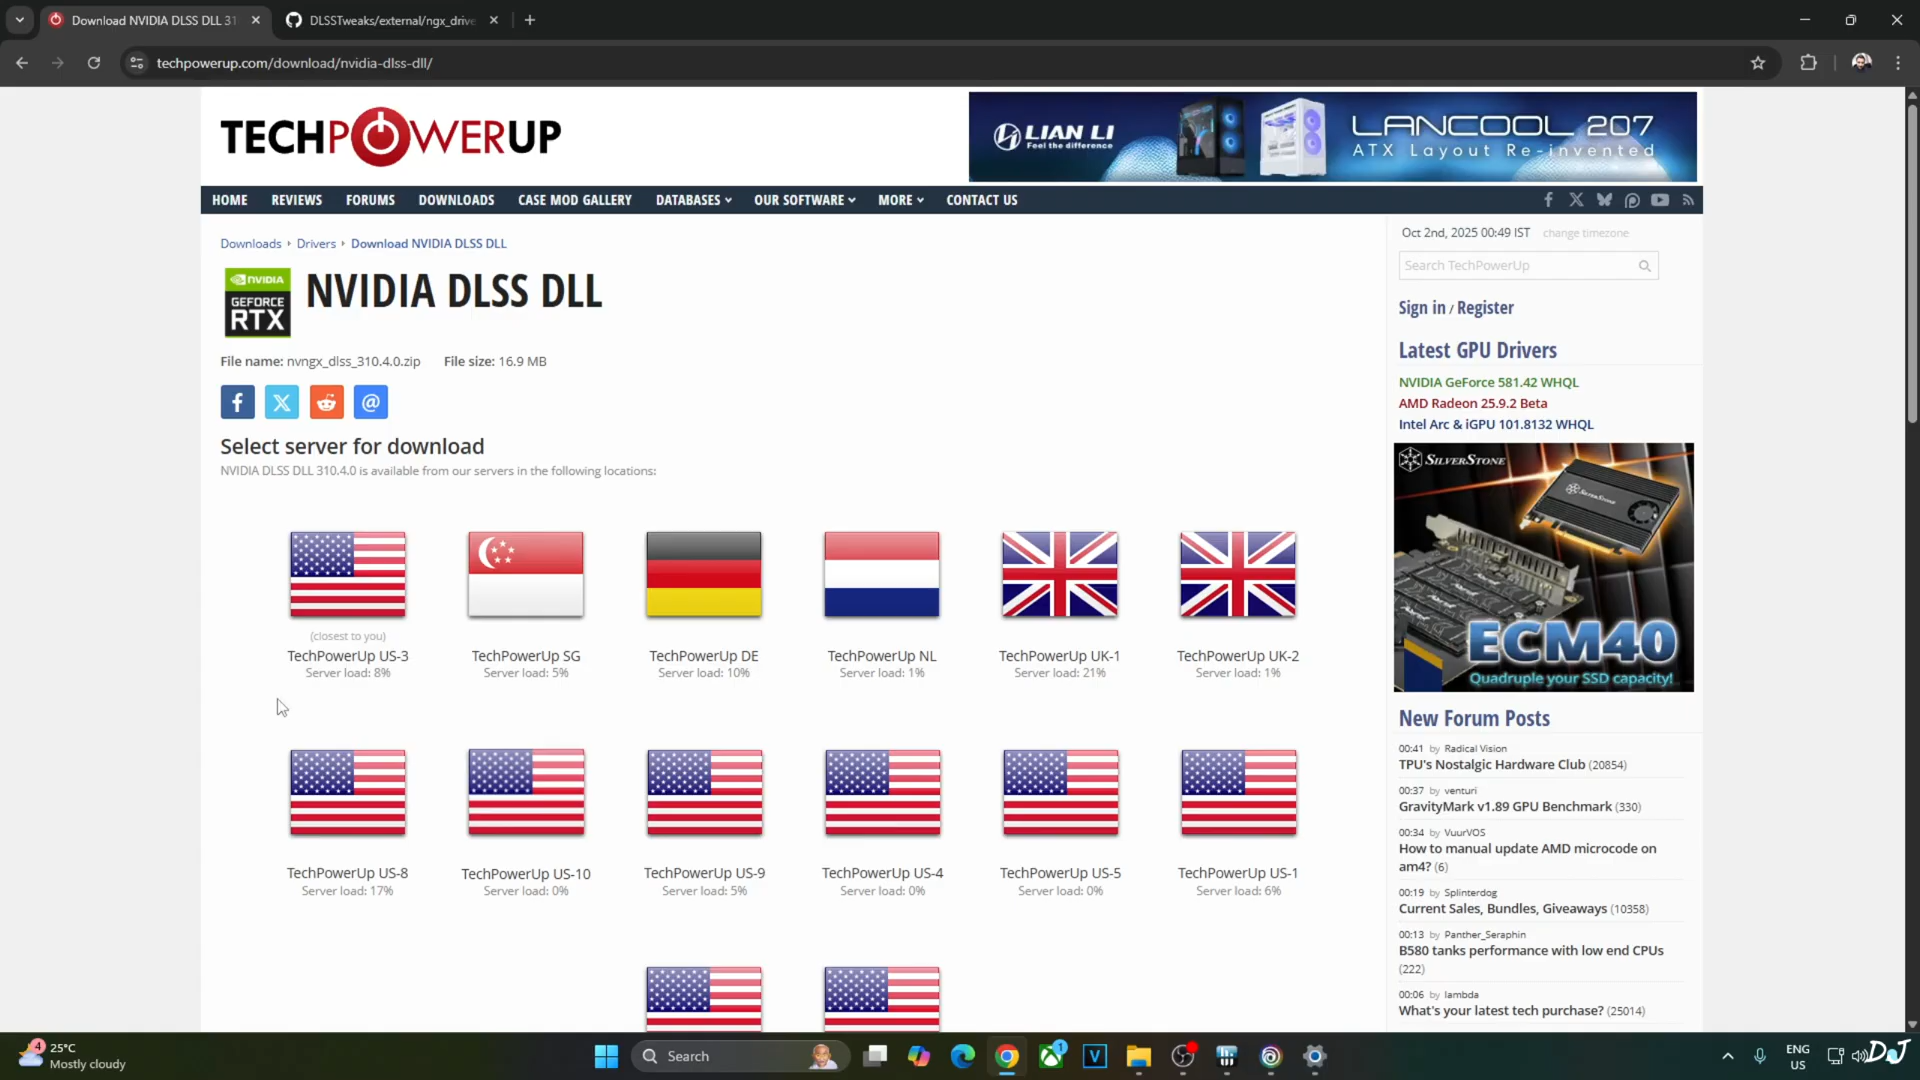 Download NVIDIA DLSS DLL 31
DLSSTweaks/external/ngx_drive
techpowerup.com/download/nvidia-dlss-dll/
TECHPOWERUP
LIAN LI
Feel the difference
LANCOOL 207
ATX Layout Re-invented
HOME
REVIEWS
FORUMS
DOWNLOADS
CASE MOD GALLERY
DATABASES
OUR SOFTWARE
MORE
CONTACT US
Downloads
Drivers
Download NVIDIA DLSS DLL
NVIDIA
GEFORCE
RTX
NVIDIA DLSS DLL
File name: nvngx_dlss_310.4.0.zip
File size: 16.9 MB
Select server for download
NVIDIA DLSS DLL 310.4.0 is available from our servers in the following locations:
(closest to you)
TechPowerUp US-3
Server load: 8%
TechPowerUp SG
Server load: 5%
TechPowerUp DE
Server load: 10%
TechPowerUp NL
Server load: 1%
TechPowerUp UK-1
Server load: 21%
TechPowerUp UK-2
Server load: 1%
TechPowerUp US-8
Server load: 17%
TechPowerUp US-10
Server load: 0%
TechPowerUp US-9
Server load: 5%
TechPowerUp US-4
Server load: 0%
TechPowerUp US-5
Server load: 0%
TechPowerUp US-1
Server load: 6%
Oct 2nd, 2025 00:49 IST
change timezone
Search TechPowerUp
Sign in / Register
Latest GPU Drivers
NVIDIA GeForce 581.42 WHQL
AMD Radeon 25.9.2 Beta
Intel Arc & iGPU 101.8132 WHQL
SILVERSTONE
ECM40
Quadruple your SSD capacity!
New Forum Posts
00:41 by Radical Vision
TPU's Nostalgic Hardware Club (20854)
00:37 by venturi
GravityMark v1.89 GPU Benchmark (330)
00:34 by VuurVOS
How to manual update AMD microcode on
am4? (6)
00:19 by Splinterdog
Current Sales, Bundles, Giveaways (10358)
00:13 by Panther_Seraphin
B580 tanks performance with low end CPUs
(222)
00:06 by lambda
What's your latest tech purchase? (25014)
4
25°C
Mostly cloudy
Search
1
V
ENG
US
DJ